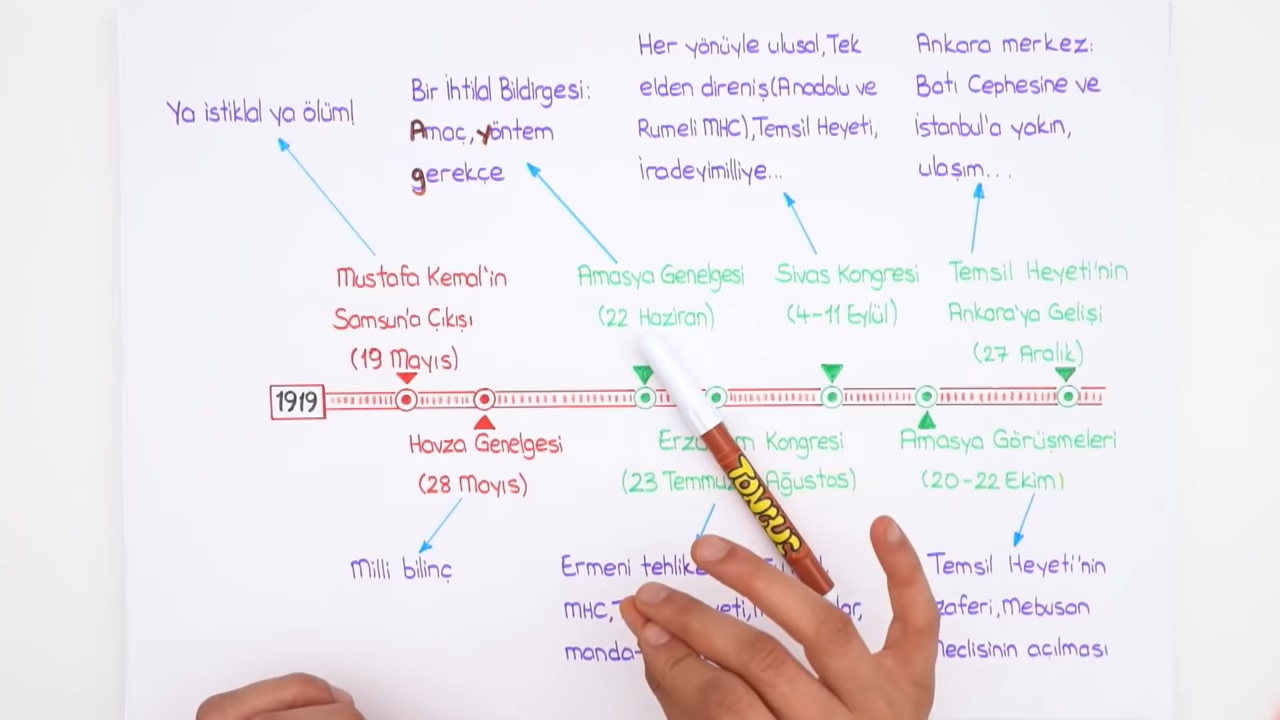 Ya istiklal ya ölüm!
Bir İhtilal Bildirgesi:
Amaç, yöntem
gerekçe
Her yönüyle ulusal, Tek
elden direniş(Anadolu ve
Rumeli MHC), Temsil Heyeti,
İradeyimilliye...
Ankara merkez:
Batı Cephesine ve
İstanbul'a yakın,
ulaşım...
Mustafa Kemal'in
Samsun'a Çıkışı
(19 Mayıs)
Amasya Genelgesi
(22 Haziran)
Sivas Kongresi
(4-11 Eylül)
Temsil Heyeti'nin
Ankara'ya Gelişi
(27 Aralık)
1919
Havza Genelgesi
(28 Mayıs)
Kongresi
(23 Ağustos)
Amasya Görüşmeleri
(20-22 Ekim)
TONGUÇ
Milli bilinç
Ermeni
MHC,
Temsil Heyeti'nin
zaferi, Mebusan
Meclisinin açılması